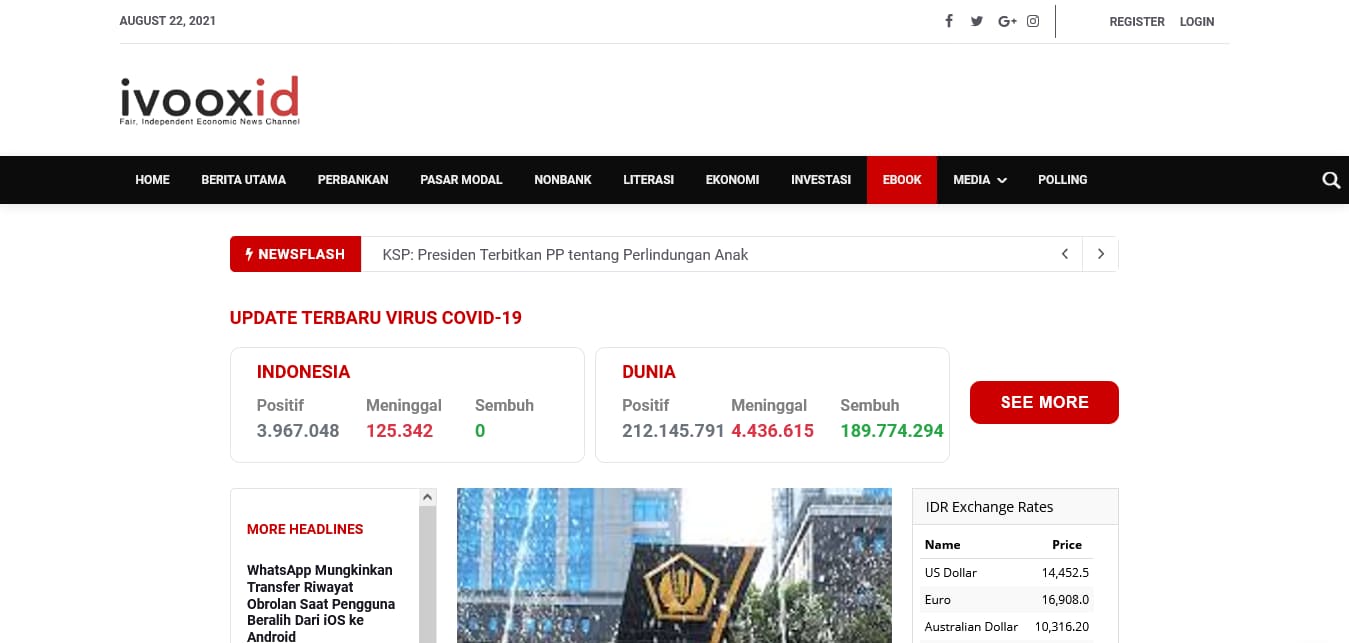 AUGUST 22, 2021
REGISTER LOGIN
ivooxid
Fair, Independent Economic News Channel
HOME BERITA UTAMA PERBANKAN PASAR MODAL NONBANK LITERASI EKONOMI INVESTASI EBOOK MEDIA POLLING
NEWSFLASH KSP: Presiden Terbitkan PP tentang Perlindungan Anak
UPDATE TERBARU VIRUS COVID-19
INDONESIA
Positif Meninggal Sembuh
3.967.048 125.342 0
DUNIA
Positif Meninggal Sembuh
212.145.791 4.436.615 189.774.294
SEE MORE
MORE HEADLINES
WhatsApp Mungkinkan
Transfer Riwayat
Obrolan Saat Pengguna
Beralih Dari iOS ke
Android
IDR Exchange Rates
Name Price
US Dollar 14,452.5
Euro 16,908.0
Australian Dollar 10,316.20